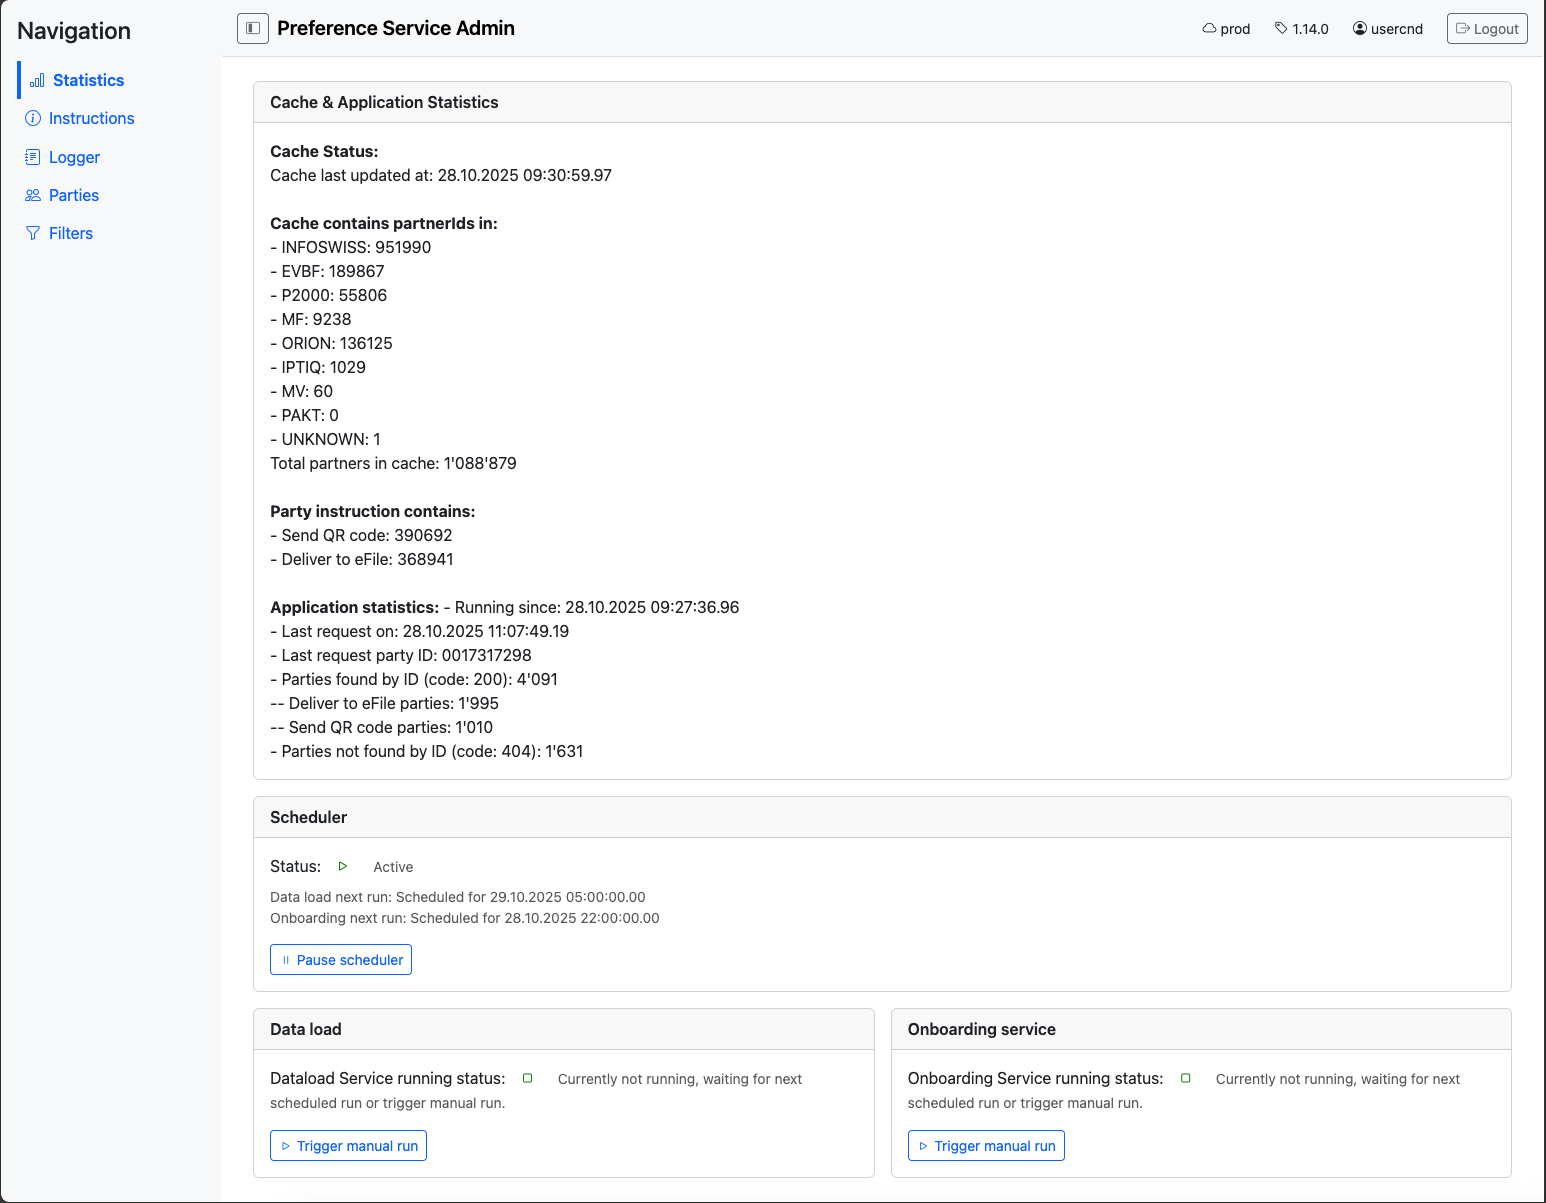 Navigation
Statistics
Instructions
Logger
Parties
Filters
Preference Service Admin
prod
1.14.0
usercnd
Logout
Cache & Application Statistics
Cache Status:
Cache last updated at: 28.10.2025 09:30:59.97
Cache contains partnerIds in:
- INFOSWISS: 951990
- EVBF: 189867
- P2000: 55806
- MF: 9238
- ORION: 136125
- IPTIQ: 1029
- MV: 60
- PAKT: 0
- UNKNOWN: 1
Total partners in cache: 1'088'879
Party instruction contains:
- Send QR code: 390692
- Deliver to eFile: 368941
Application statistics: - Running since: 28.10.2025 09:27:36.96
- Last request on: 28.10.2025 11:07:49.19
- Last request party ID: 0017317298
- Parties found by ID (code: 200): 4'091
-- Deliver to eFile parties: 1'995
-- Send QR code parties: 1'010
- Parties not found by ID (code: 404): 1'631
Scheduler
Status: Active
Data load next run: Scheduled for 29.10.2025 05:00:00.00
Onboarding next run: Scheduled for 28.10.2025 22:00:00.00
Pause scheduler
Data load
Dataload Service running status: Currently not running, waiting for next
scheduled run or trigger manual run.
Trigger manual run
Onboarding service
Onboarding Service running status: Currently not running, waiting for next
scheduled run or trigger manual run.
Trigger manual run